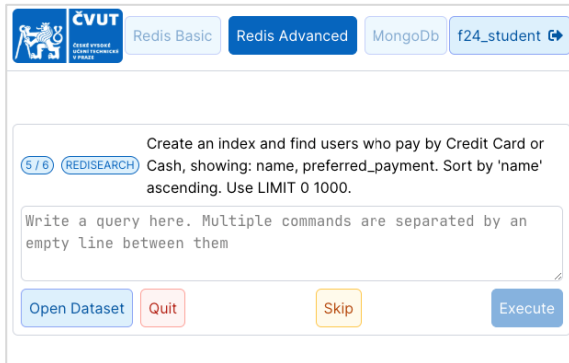 ČVUT
ČESKÉ VYSOKÉ
UČENÍ TECHNICKÉ
V PRAZE
Redis Basic
Redis Advanced
MongoDb
f24_student
5 / 6
REDISEARCH
Create an index and find users who pay by Credit Card or
Cash, showing: name, preferred_payment. Sort by 'name'
ascending. Use LIMIT 0 1000.
Write a query here. Multiple commands are separated by an
empty line between them
Open Dataset
Quit
Skip
Execute